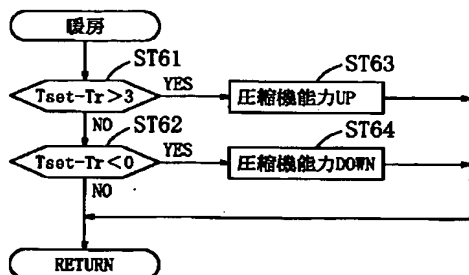 暖房
ST61
Tset-Tr>3
YES
ST63
圧縮機能力UP
NO
ST62
Tset-Tr<0
YES
ST64
圧縮機能力DOWN
NO
RETURN